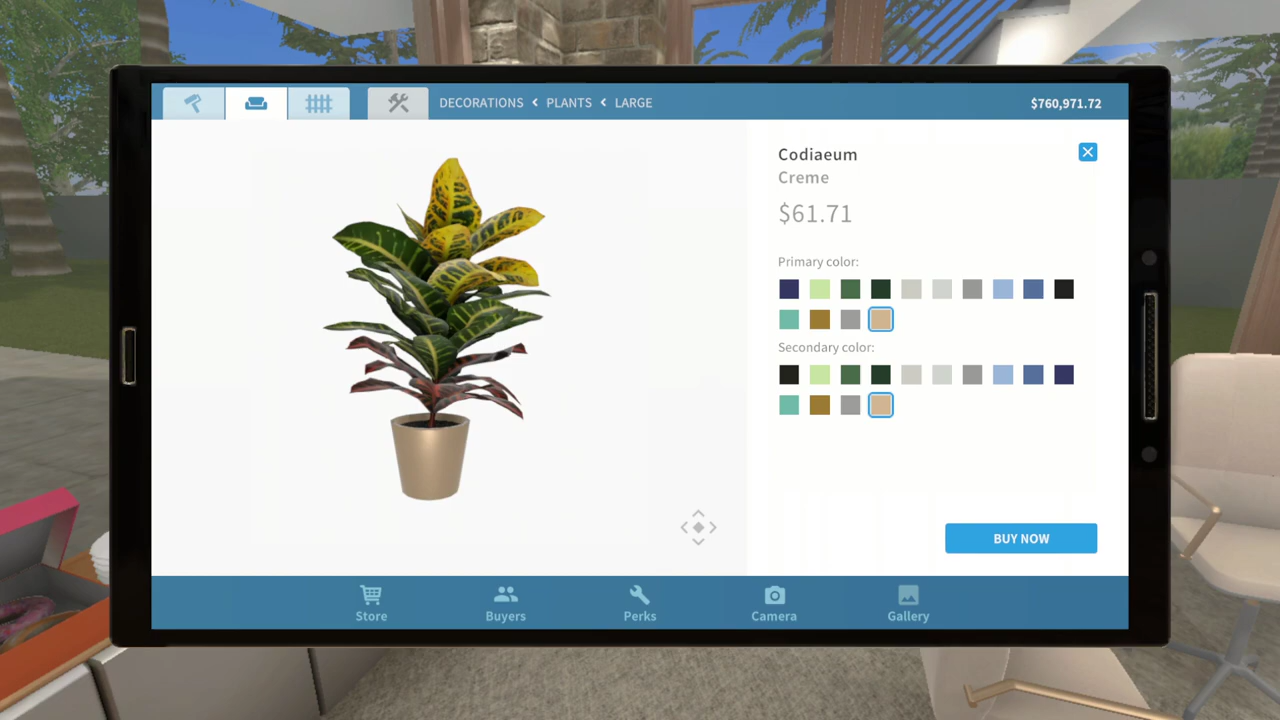 DECORATIONS < PLANTS < LARGE
$760,971.72
Codiaeum
Creme
$61.71
Primary color:
Secondary color:
BUY NOW
Store
Buyers
Perks
Camera
Gallery